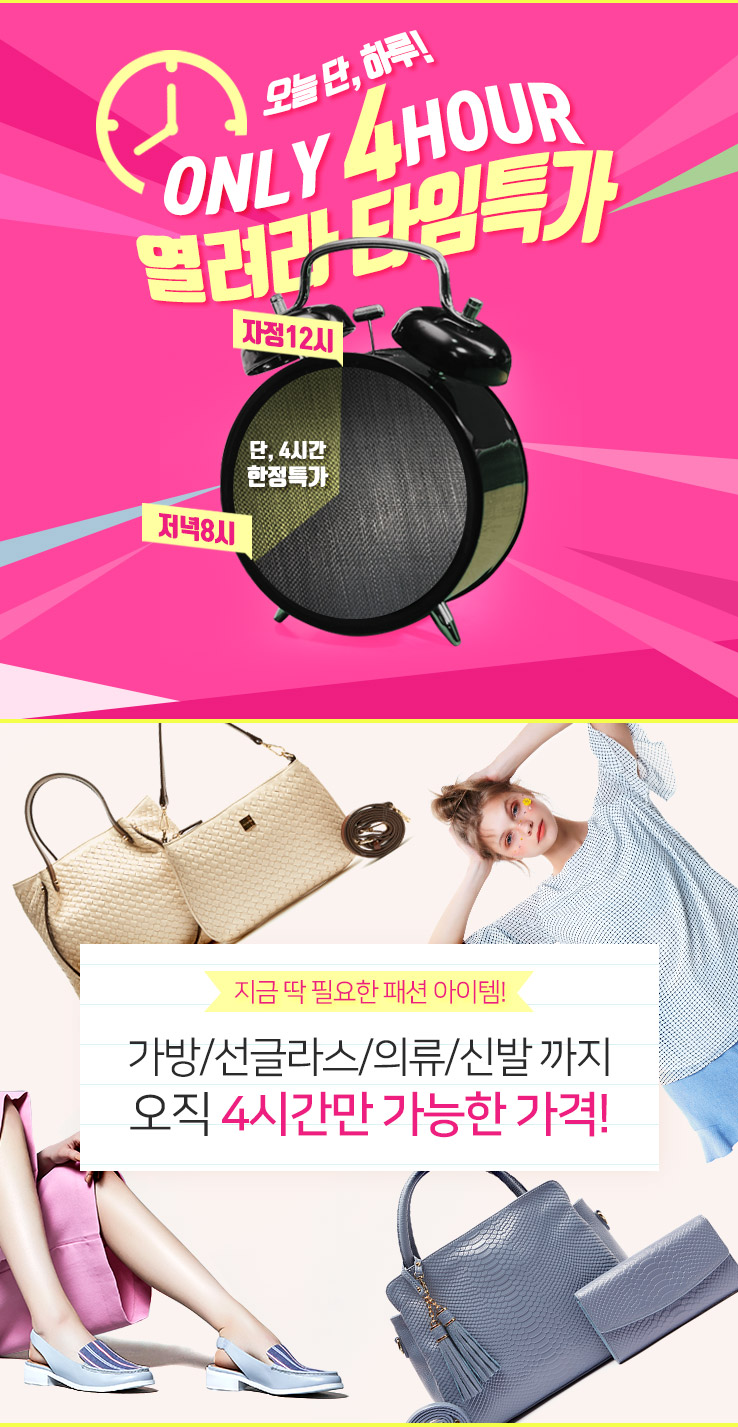 오늘 단, 하루!
ONLY 4HOUR
열려라 타임특가
자정12시
단, 4시간
한정특가
저녁8시
지금 딱 필요한 패션 아이템!
가방/선글라스/의류/신발 까지
오직 4시간만 가능한 가격!